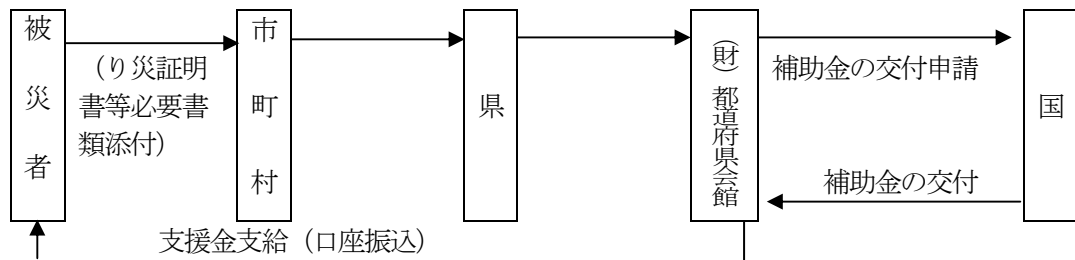 被災者
(り災証明
書等必要書
類添付)
市町村
県
(財)都道府県会館
補助金の交付申請
国
補助金の交付
支援金支給(口座振込)